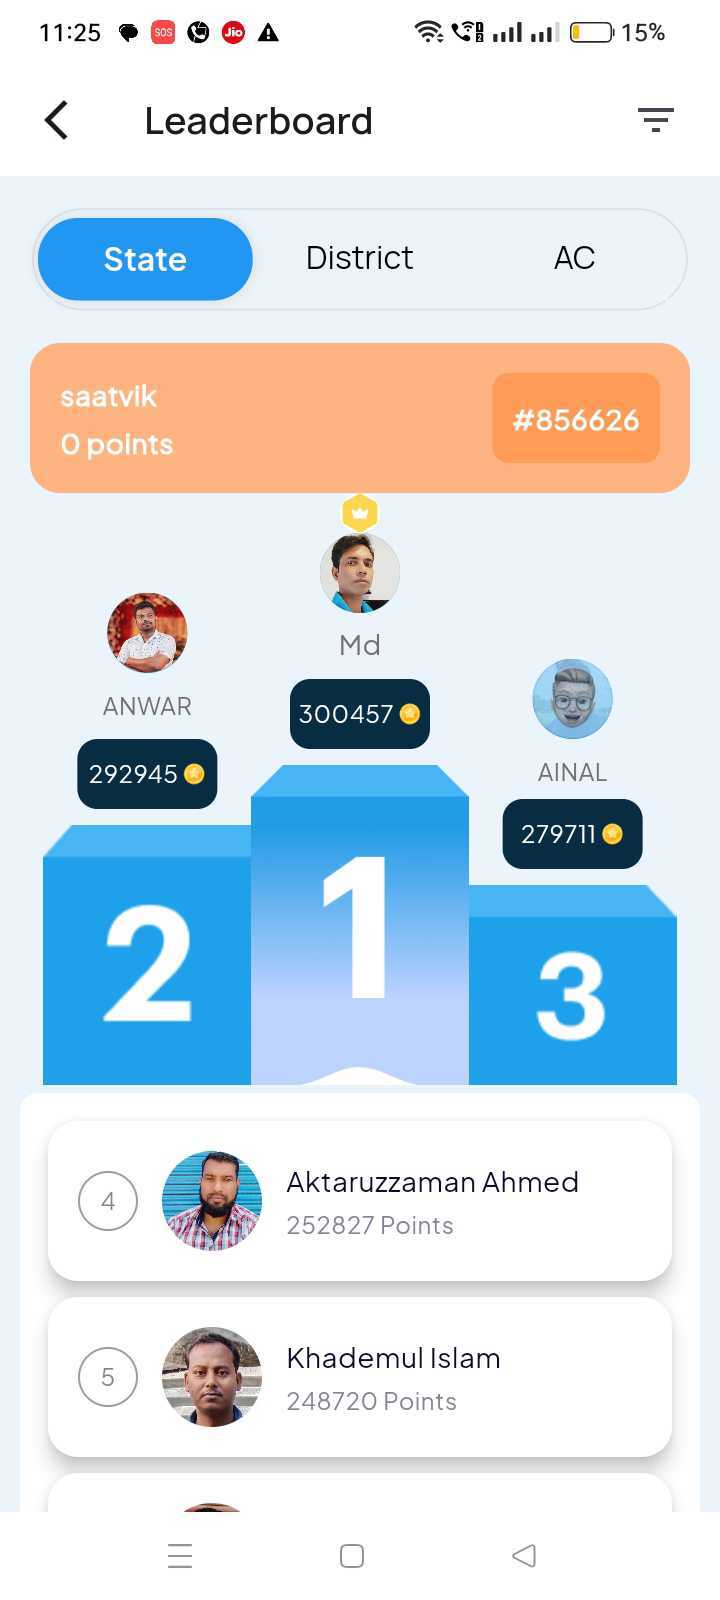 11:25
SOS
Jio
15%
Leaderboard
State
District
AC
saatvik
0 points
#856626
Md
300457
ANWAR
292945
AINAL
279711
2
1
3
4
Aktaruzzaman Ahmed
252827 Points
5
Khademul Islam
248720 Points